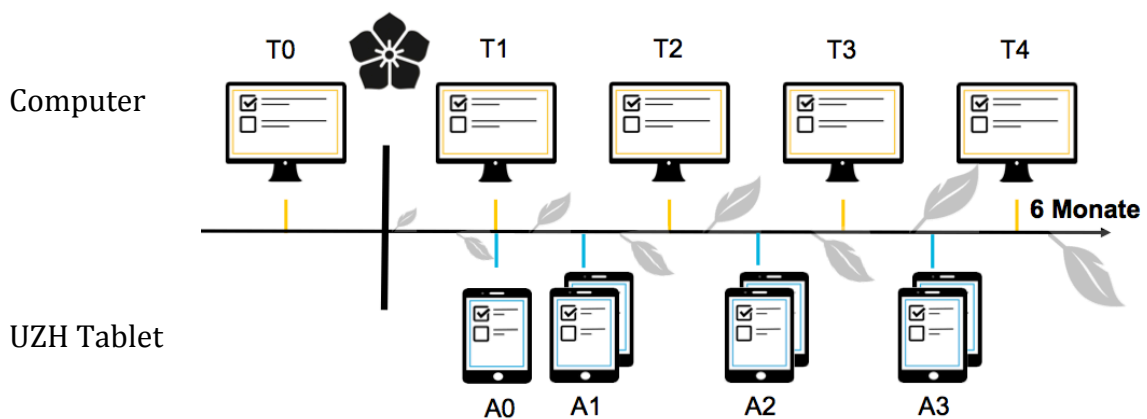 T0
T1
T2
T3
T4
Computer
6 Monate
UZH Tablet
A0
A1
A2
A3